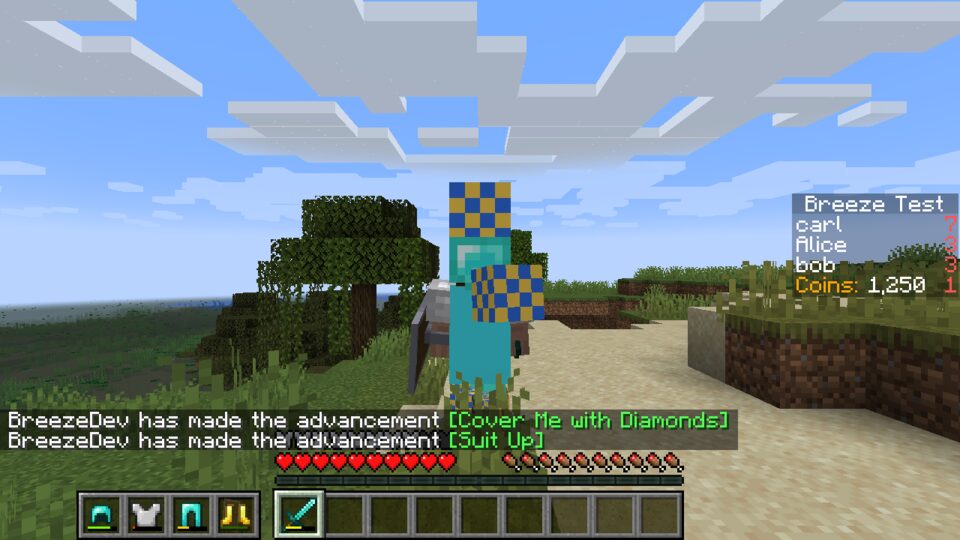 Breeze Test
carl 7
Alice 3
bob 3
Coins: 1,250 1
BreezeDev has made the advancement [Cover Me with Diamonds]
BreezeDev has made the advancement [Suit Up]